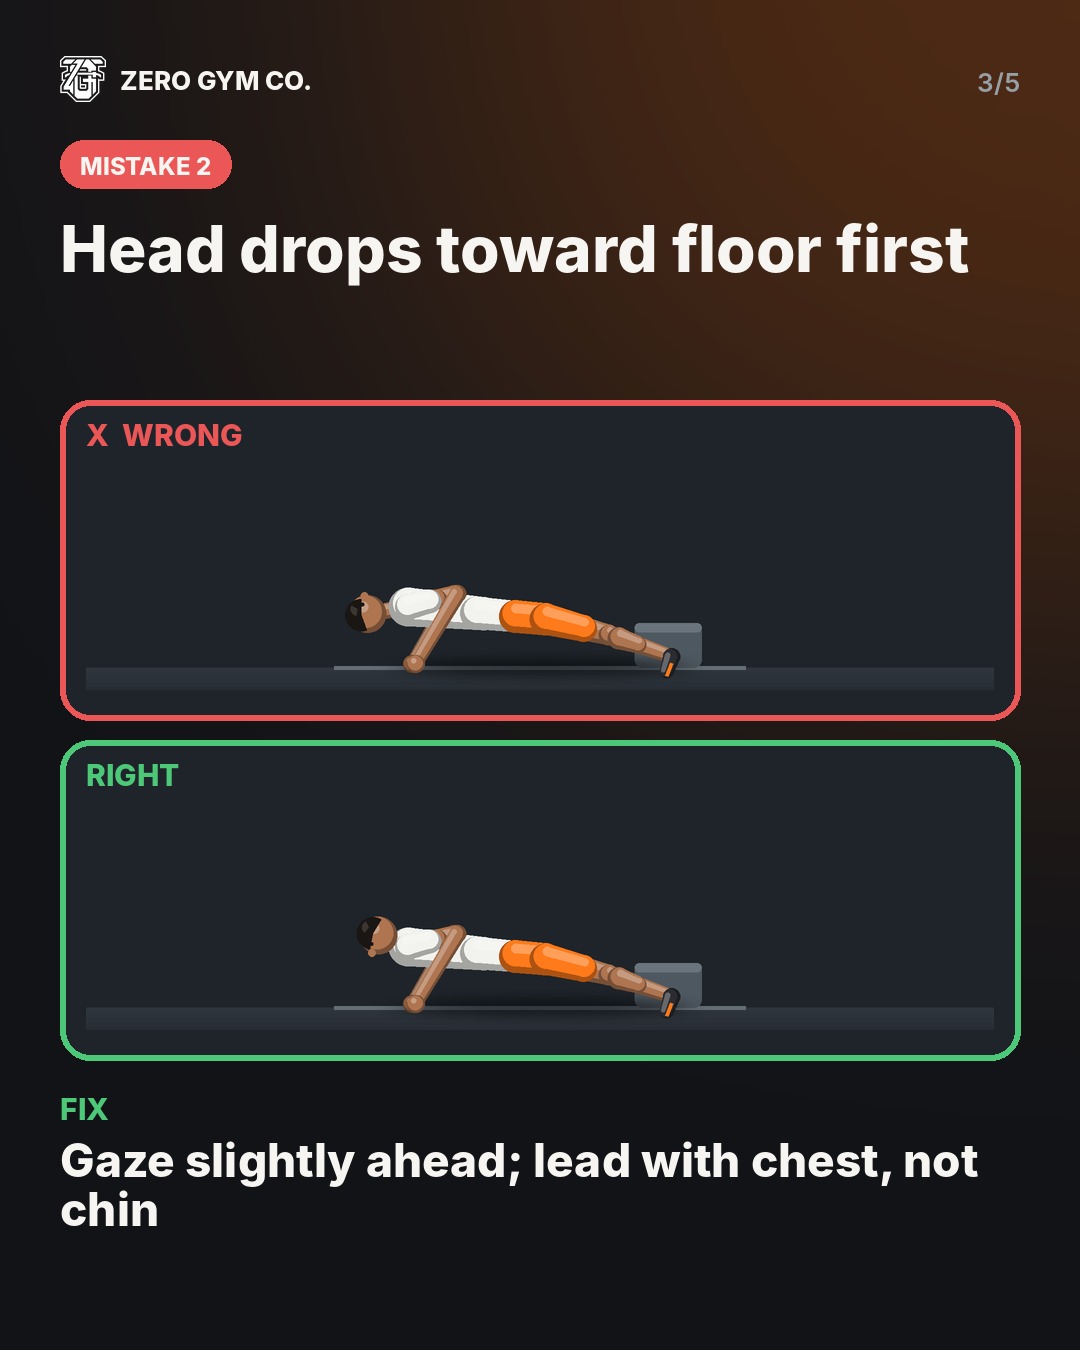 ZERO GYM CO.
3/5
MISTAKE 2
Head drops toward floor first
X WRONG
RIGHT
FIX
Gaze slightly ahead; lead with chest, not
chin